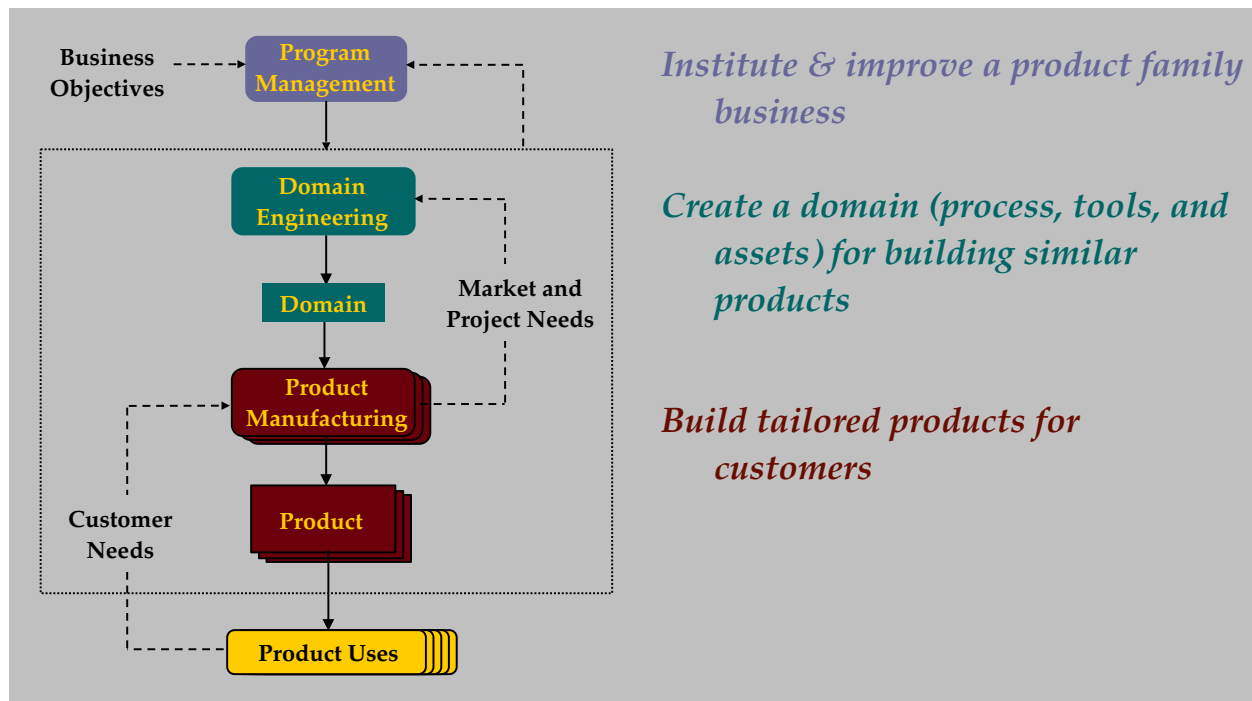 Business
Objectives
Program
Management
Institute & improve a product family
business
Domain
Engineering
Create a domain (process, tools, and
assets) for building similar
products
Domain
Market and
Project Needs
Product
Manufacturing
Build tailored products for
customers
Product
Customer
Needs
Product Uses